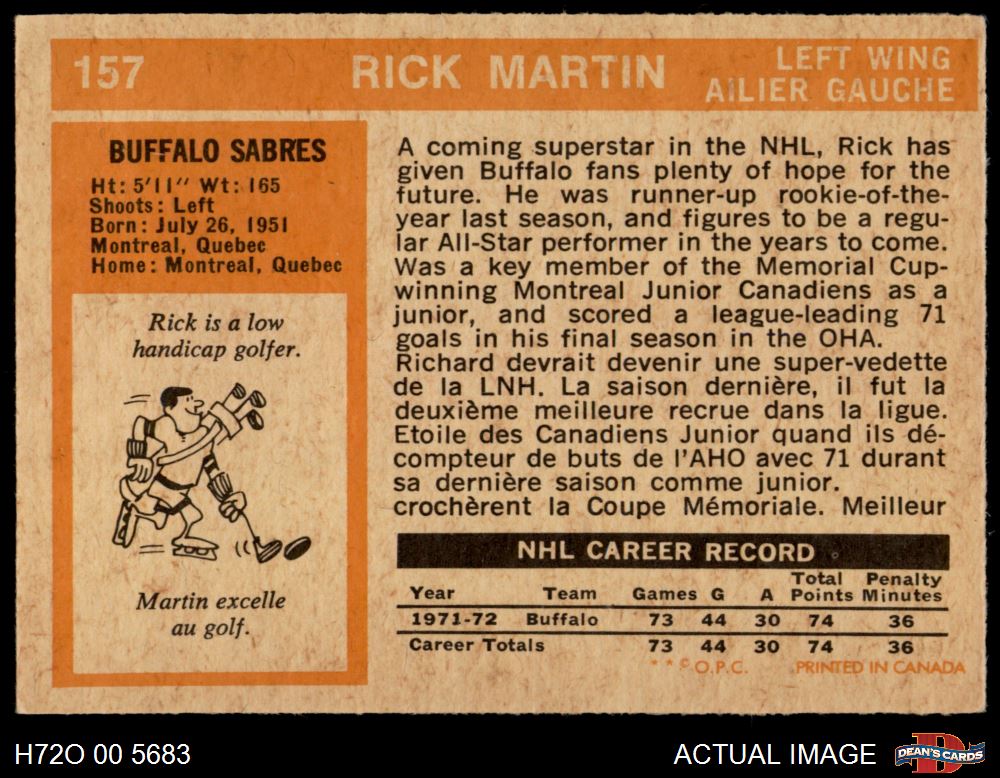 157
RICK MARTIN
LEFT WING
AILIER GAUCHE
BUFFALO SABRES
Ht: 5'11" Wt: 165
Shoots: Left
Born: July 26, 1951
Montreal, Quebec
Home: Montreal, Quebec
Rick is a low
handicap golfer.
Martin excelle
au golf.
A coming superstar in the NHL, Rick has
given Buffalo fans plenty of hope for the
future. He was runner-up rookie-of-the-
year last season, and figures to be a regu-
lar All-Star performer in the years to come.
Was a key member of the Memorial Cup-
winning Montreal Junior Canadiens as a
junior, and scored a league-leading 71
goals in his final season in the OHA.
Richard devrait devenir une super-vedette
de la LNH. La saison dernière, il fut la
deuxième meilleure recrue dans la ligue.
Etoile des Canadiens Junior quand ils dé-
compteur de buts de l'AHO avec 71 durant
sa dernière saison comme junior.
crochèrent la Coupe Mémoriale. Meilleur
NHL CAREER RECORD
Year Team Games G A Total Points Penalty Minutes
1971-72 Buffalo 73 44 30 74 36
Career Totals 73 44 30 74 36
* * © O.P.C. PRINTED IN CANADA
H72O 00 5683
ACTUAL IMAGE
D
DEAN'S CARDS